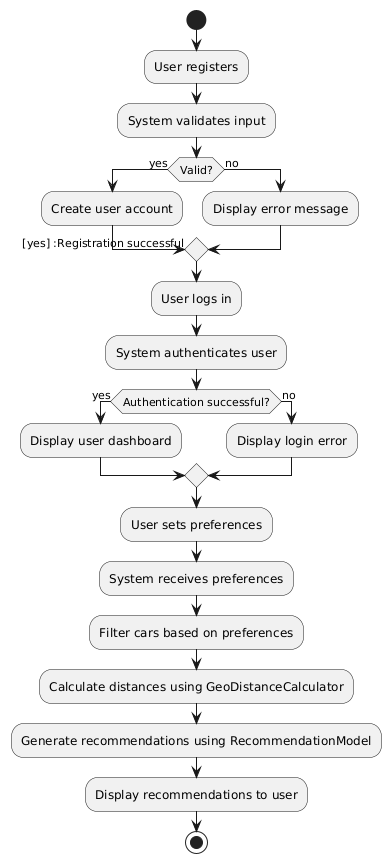 User registers
System validates input
yes
Valid?
no
Create user account
Display error message
[yes] :Registration successful
User logs in
System authenticates user
yes
Authentication successful?
no
Display user dashboard
Display login error
User sets preferences
System receives preferences
Filter cars based on preferences
Calculate distances using GeoDistanceCalculator
Generate recommendations using RecommendationModel
Display recommendations to user